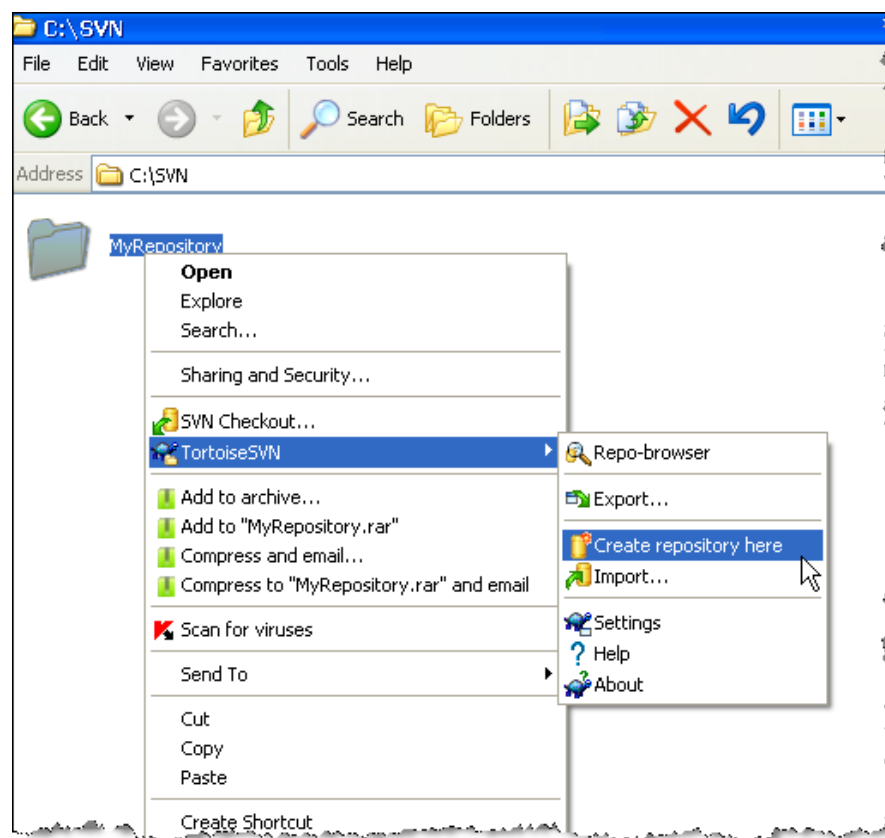 C:\SVN
File Edit View Favorites Tools Help
Back Search Folders
Address C:\SVN
MyRepository
Open
Explore
Search...
Sharing and Security...
SVN Checkout...
TortoiseSVN
Add to archive...
Add to "MyRepository.rar"
Compress and email...
Compress to "MyRepository.rar" and email
Scan for viruses
Send To
Cut
Copy
Paste
Create Shortcut
Repo-browser
Export...
Create repository here
Import...
Settings
Help
About